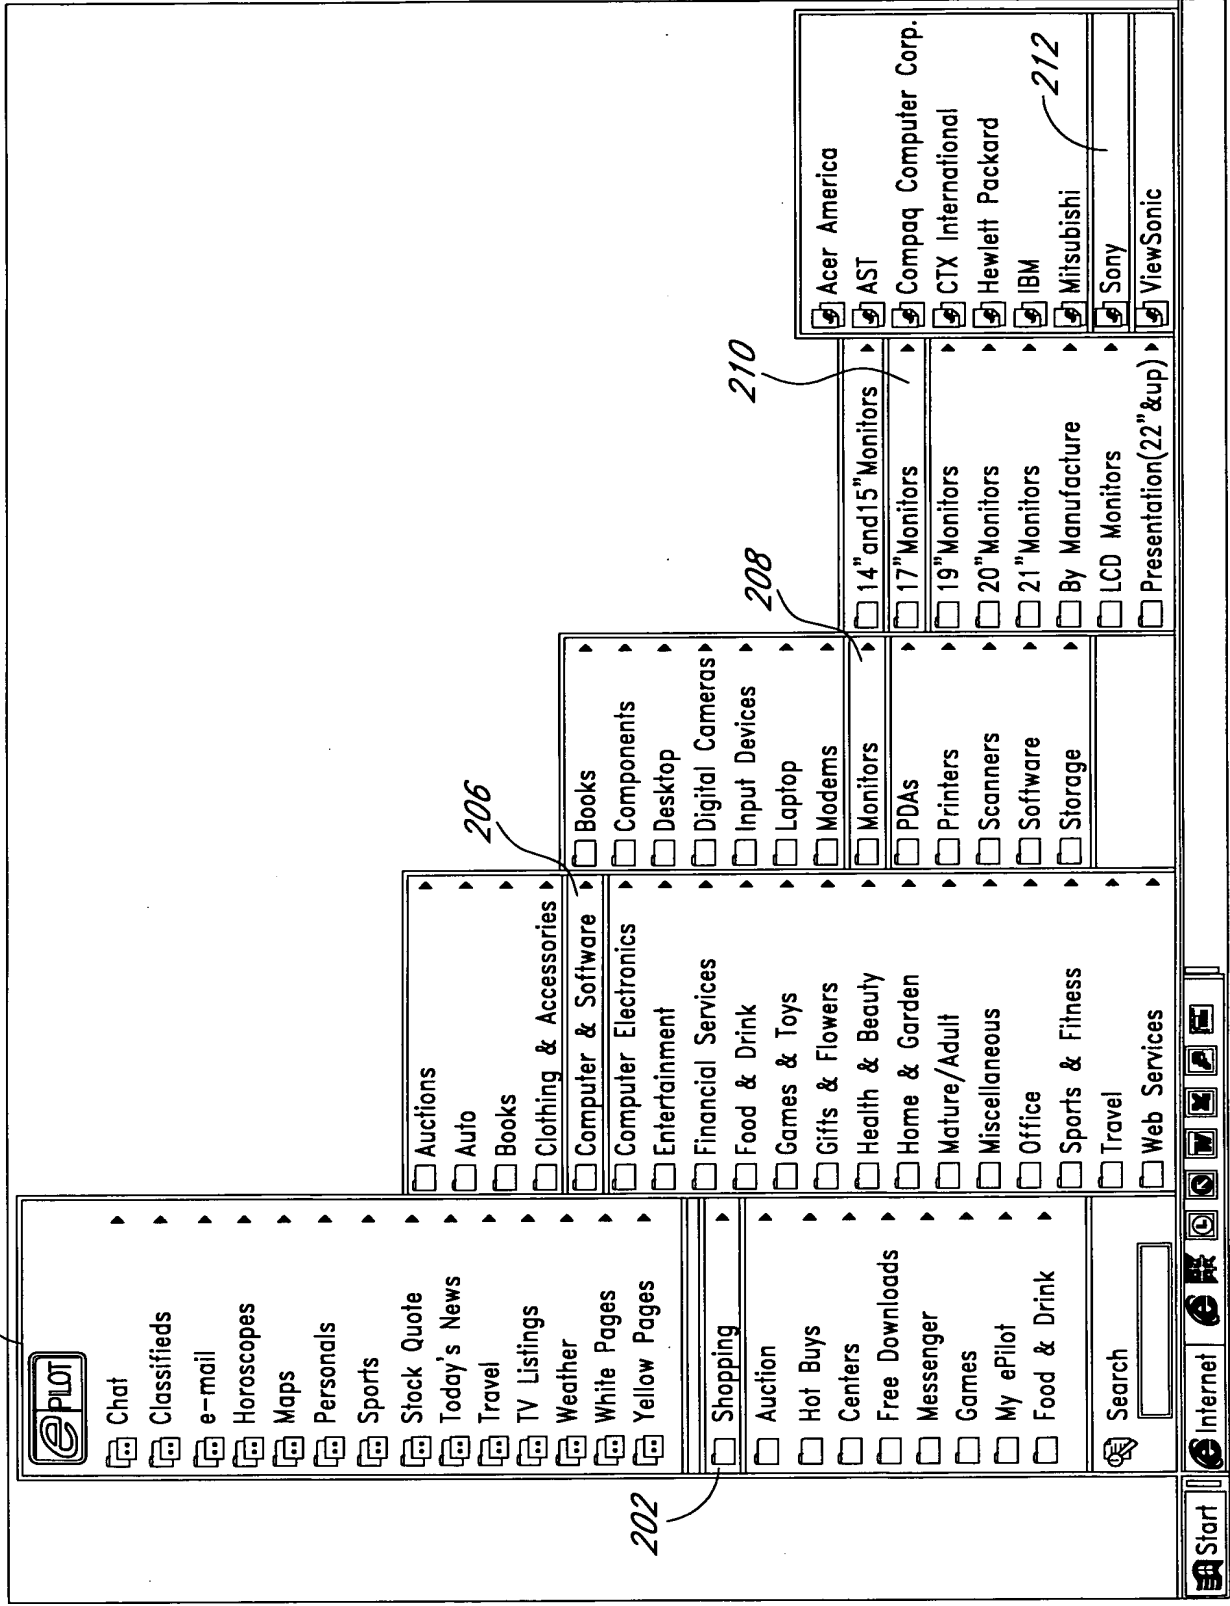 ePILOT
Chat
Classifieds
e-mail
Horoscopes
Maps
Personals
Sports
Stock Quote
Today's News
Travel
TV Listings
Weather
White Pages
Yellow Pages
202
Shopping
Auction
Hot Buys
Centers
Free Downloads
Messenger
Games
My ePilot
Food & Drink
Search
Auctions
Auto
Books
Clothing & Accessories
206
Computer & Software
Computer Electronics
Entertainment
Financial Services
Food & Drink
Games & Toys
Gifts & Flowers
Health & Beauty
Home & Garden
Mature/Adult
Miscellaneous
Office
Sports & Fitness
Travel
Web Services
Books
Components
Desktop
Digital Cameras
Input Devices
Laptop
Modems
208
Monitors
PDAs
Printers
Scanners
Software
Storage
14"and15"Monitors
210
17"Monitors
19"Monitors
20"Monitors
21"Monitors
By Manufacture
LCD Monitors
Presentation(22"&up)
Acer America
AST
Compaq Computer Corp.
CTX International
Hewlett Packard
IBM
Mitsubishi
212
Sony
ViewSonic
Start
e Internet